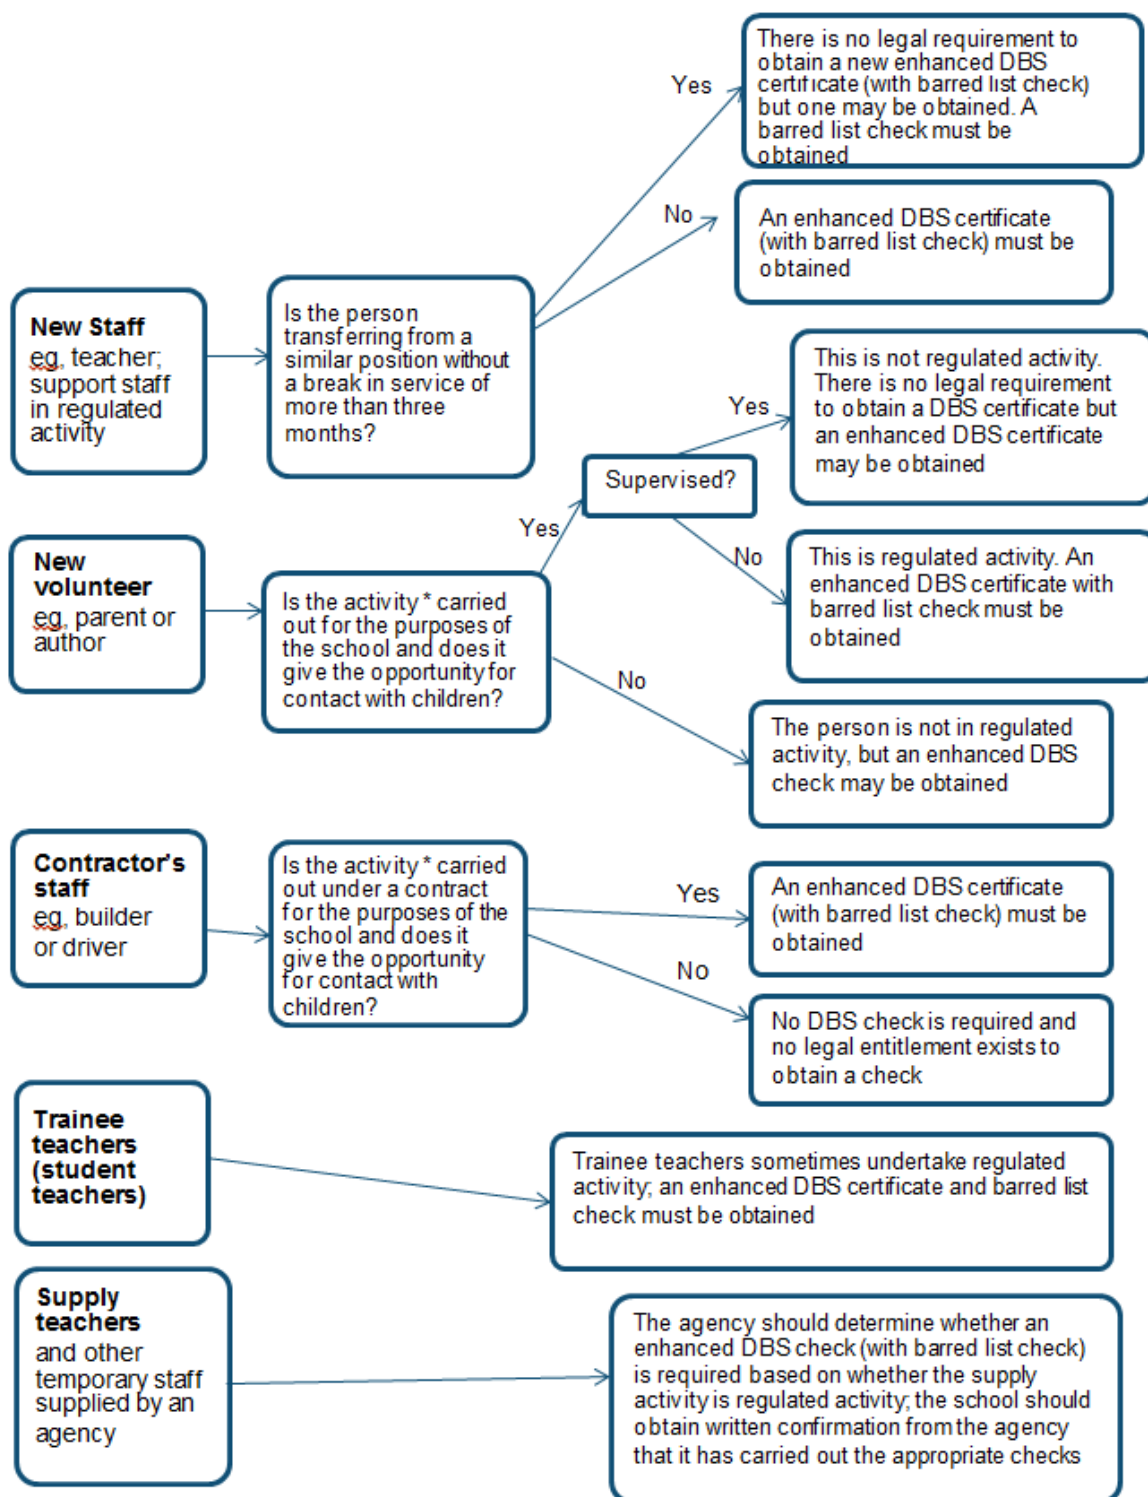 There is no legal requirement to
obtain a new enhanced DBS
certificate (with barred list check)
but one may be obtained. A
barred list check must be
obtained
Yes
No
An enhanced DBS certificate
(with barred list check) must be
obtained
New Staff
eg, teacher;
support staff
in regulated
activity
Is the person
transferring from a
similar position without
a break in service of
more than three
months?
This is not regulated activity.
There is no legal requirement
to obtain a DBS certificate but
an enhanced DBS certificate
may be obtained
Yes
Supervised?
Yes
No
This is regulated activity. An
enhanced DBS certificate with
barred list check must be
obtained
New
volunteer
eg, parent or
author
Is the activity * carried
out for the purposes of
the school and does it
give the opportunity for
contact with children?
No
The person is not in regulated
activity, but an enhanced DBS
check may be obtained
Contractor's
staff
eg, builder
or driver
Is the activity * carried
out under a contract
for the purposes of the
school and does it
give the opportunity
for contact with
children?
Yes
An enhanced DBS certificate
(with barred list check) must be
obtained
No
No DBS check is required and
no legal entitlement exists to
obtain a check
Trainee
teachers
(student
teachers)
Trainee teachers sometimes undertake regulated
activity; an enhanced DBS certificate and barred list
check must be obtained
Supply
teachers
and other
temporary staff
supplied by an
agency
The agency should determine whether an
enhanced DBS check (with barred list check)
is required based on whether the supply
activity is regulated activity; the school should
obtain written confirmation from the agency
that it has carried out the appropriate checks